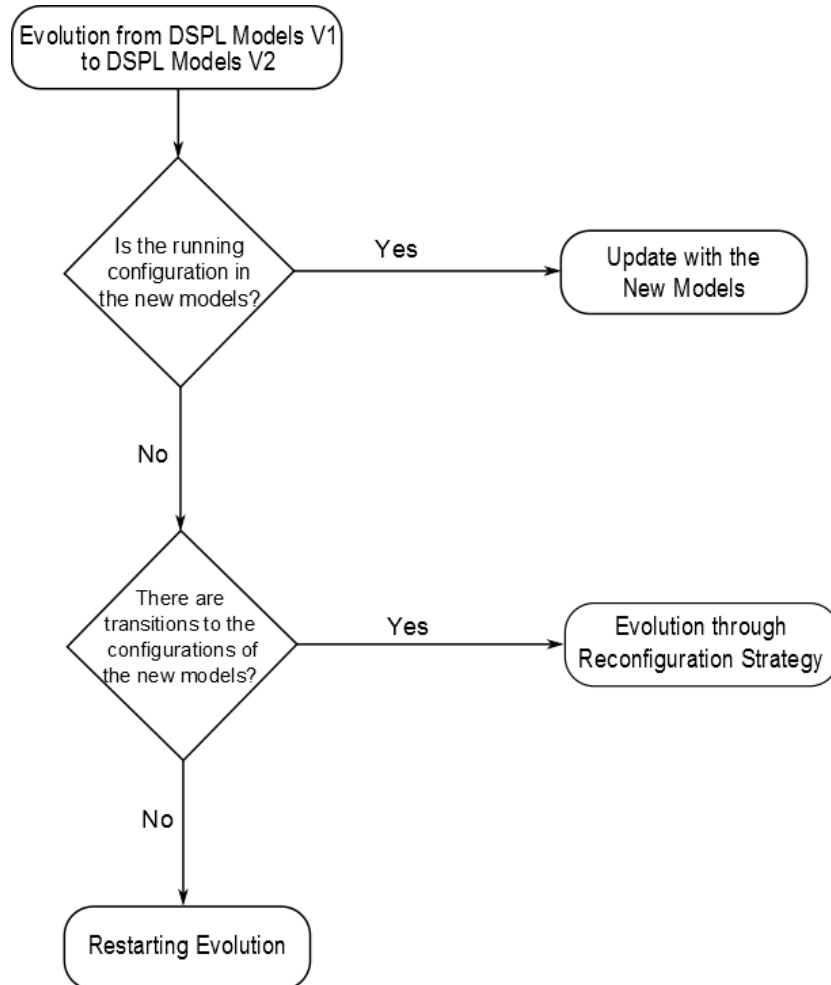 Evolution from DSPL Models V1
to DSPL Models V2
Is the running
configuration in
the new models?
Yes
Update with the
New Models
No
There are
transitions to the
configurations of
the new models?
Yes
Evolution through
Reconfiguration Strategy
No
Restarting Evolution